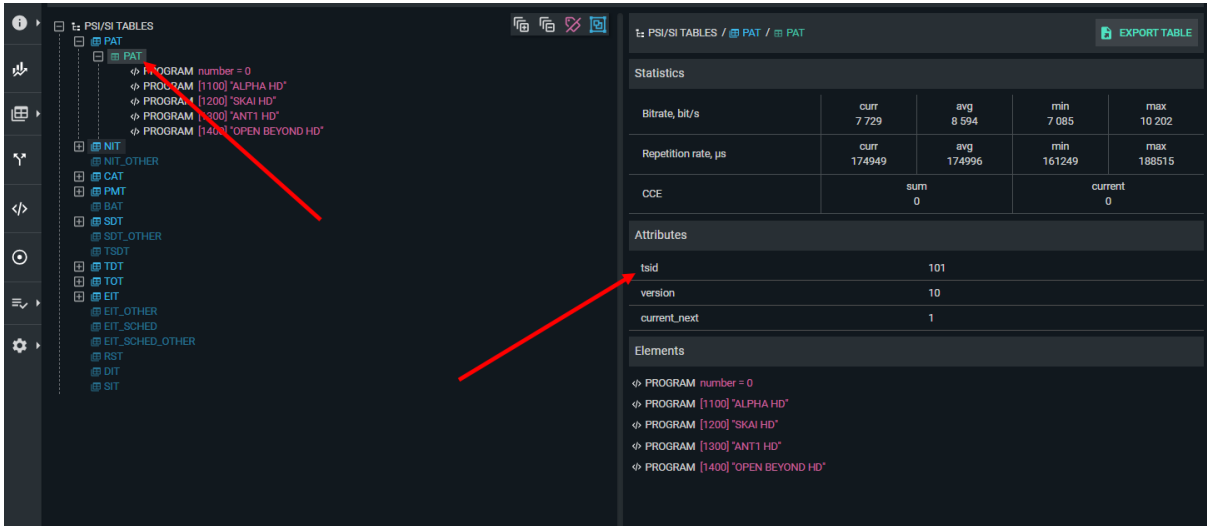 PSI/SI TABLES
PAT
PAT
PROGRAM number = 0
PROGRAM [1100] "ALPHA HD"
PROGRAM [1200] "SKAI HD"
PROGRAM [1300] "ANT1 HD"
PROGRAM [1400] "OPEN BEYOND HD"
NIT
NIT_OTHER
CAT
PMT
BAT
SDT
SDT_OTHER
TSDT
TDT
TOT
EIT
EIT_OTHER
EIT_SCHED
EIT_SCHED_OTHER
RST
DIT
SIT
PSI/SI TABLES / PAT / PAT
EXPORT TABLE
Statistics
Bitrate, bit/s curr avg min max
7 729 8 594 7 085 10 202
Repetition rate, μs curr avg min max
174949 174996 161249 188515
CCE sum current
0 0
Attributes
tsid 101
version 10
current_next 1
Elements
PROGRAM number = 0
PROGRAM [1100] "ALPHA HD"
PROGRAM [1200] "SKAI HD"
PROGRAM [1300] "ANT1 HD"
PROGRAM [1400] "OPEN BEYOND HD"